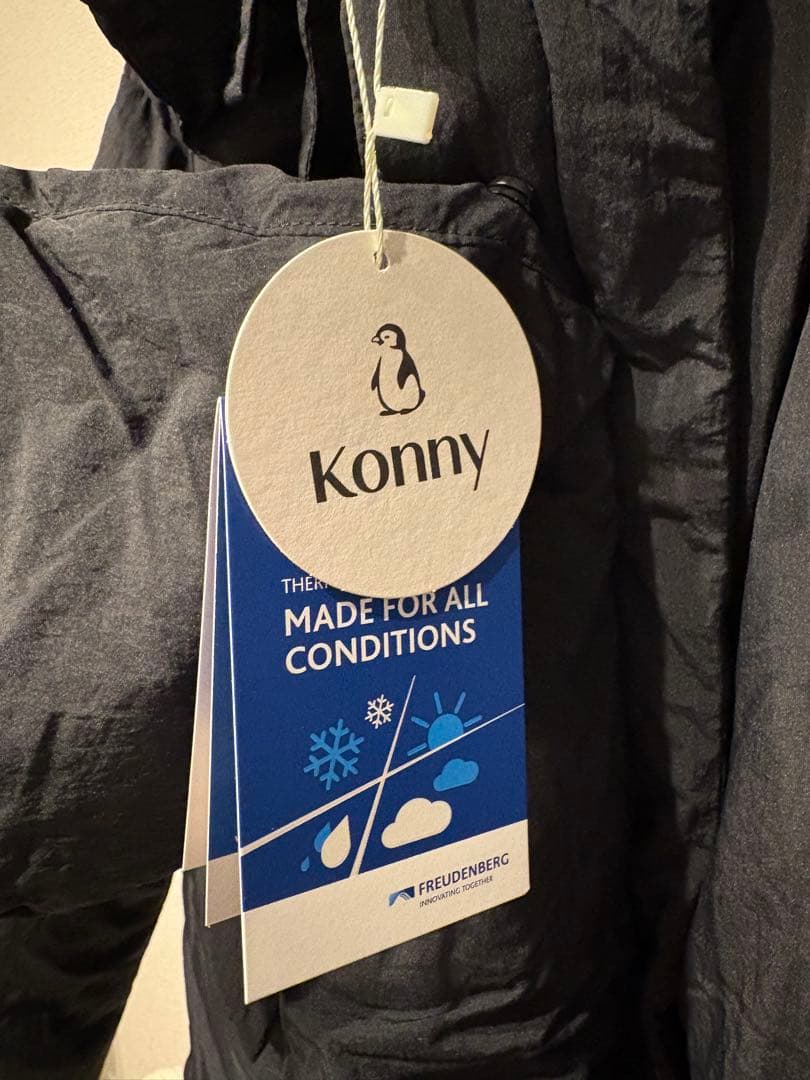 Konny
MADE FOR ALL
CONDITIONS
FREUDENBERG
INNOVATING TOGETHER